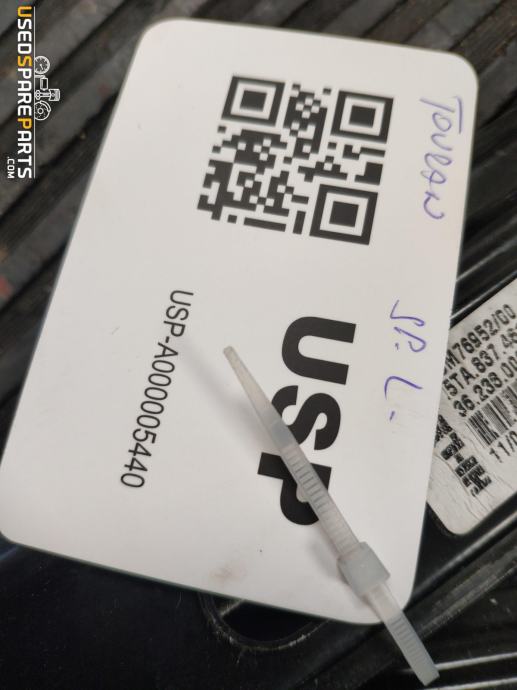 USEDSPAREPARTS
.COM
TOURAN
SP. L.
USP
USP-A000005440
M76952/00
5TA.837.46
36 238 00
11/0